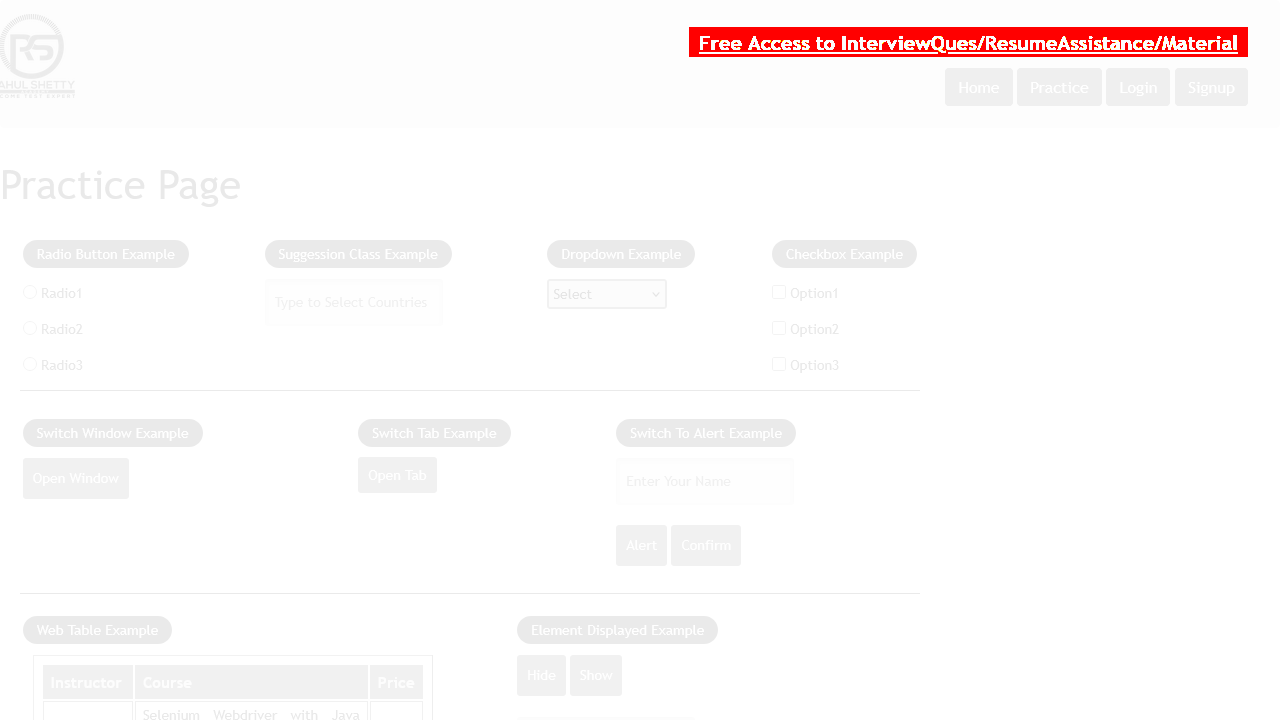 Free Access to InterviewQues/ResumeAssistance/Material
AHUL SHETTY
Home Practice Login Signup
Practice Page
Radio Button Example
Radio1
Radio2
Radio3
Suggession Class Example
Type to Select Countries
Dropdown Example
Select
Checkbox Example
Option1
Option2
Option3
Switch Window Example
Open Window
Switch Tab Example
Open Tab
Switch To Alert Example
Enter Your Name
Alert Confirm
Web Table Example
Instructor Course Price
Selenium Webdriver with Java
Element Displayed Example
Hide Show